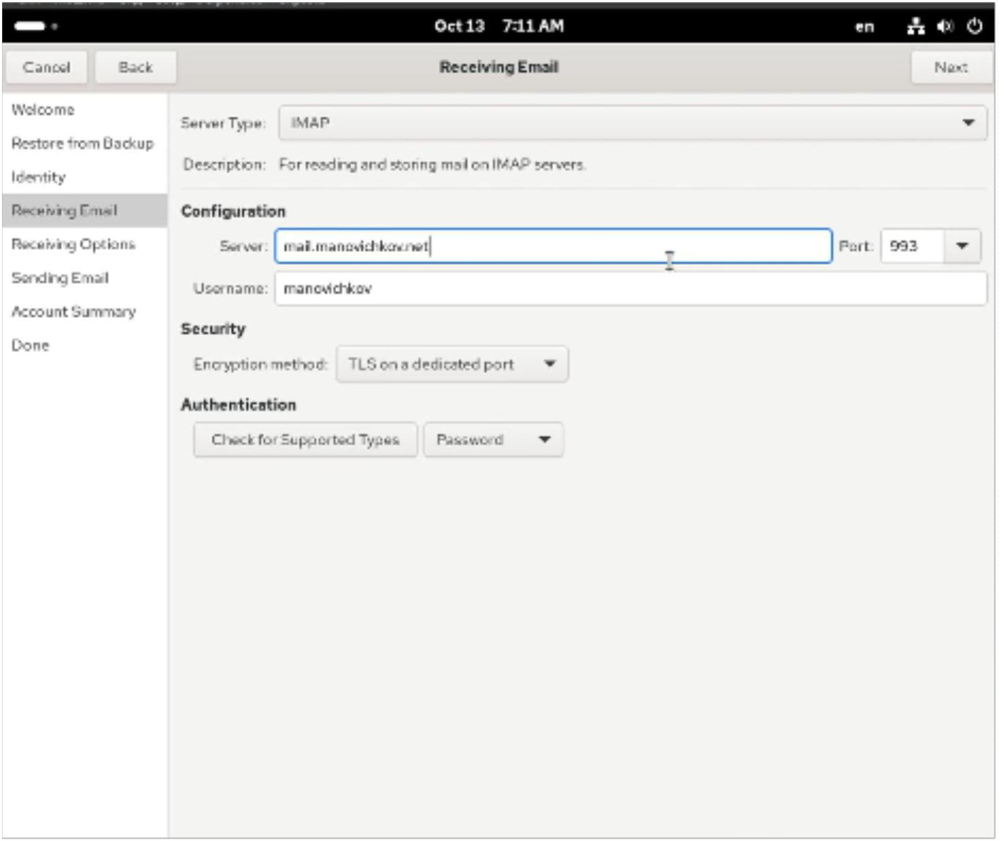 Oct 13 7:11 AM en
Cancel Back Receiving Email Next
Welcome
Restore from Backup
Identity
Receiving Email
Receiving Options
Sending Email
Account Summary
Done
Server Type: IMAP
Description: For reading and storing mail on IMAP servers.
Configuration
Server: mail.manovichkov.net Port: 993
Username: manovichkov
Security
Encryption method: TLS on a dedicated port
Authentication
Check for Supported Types Password